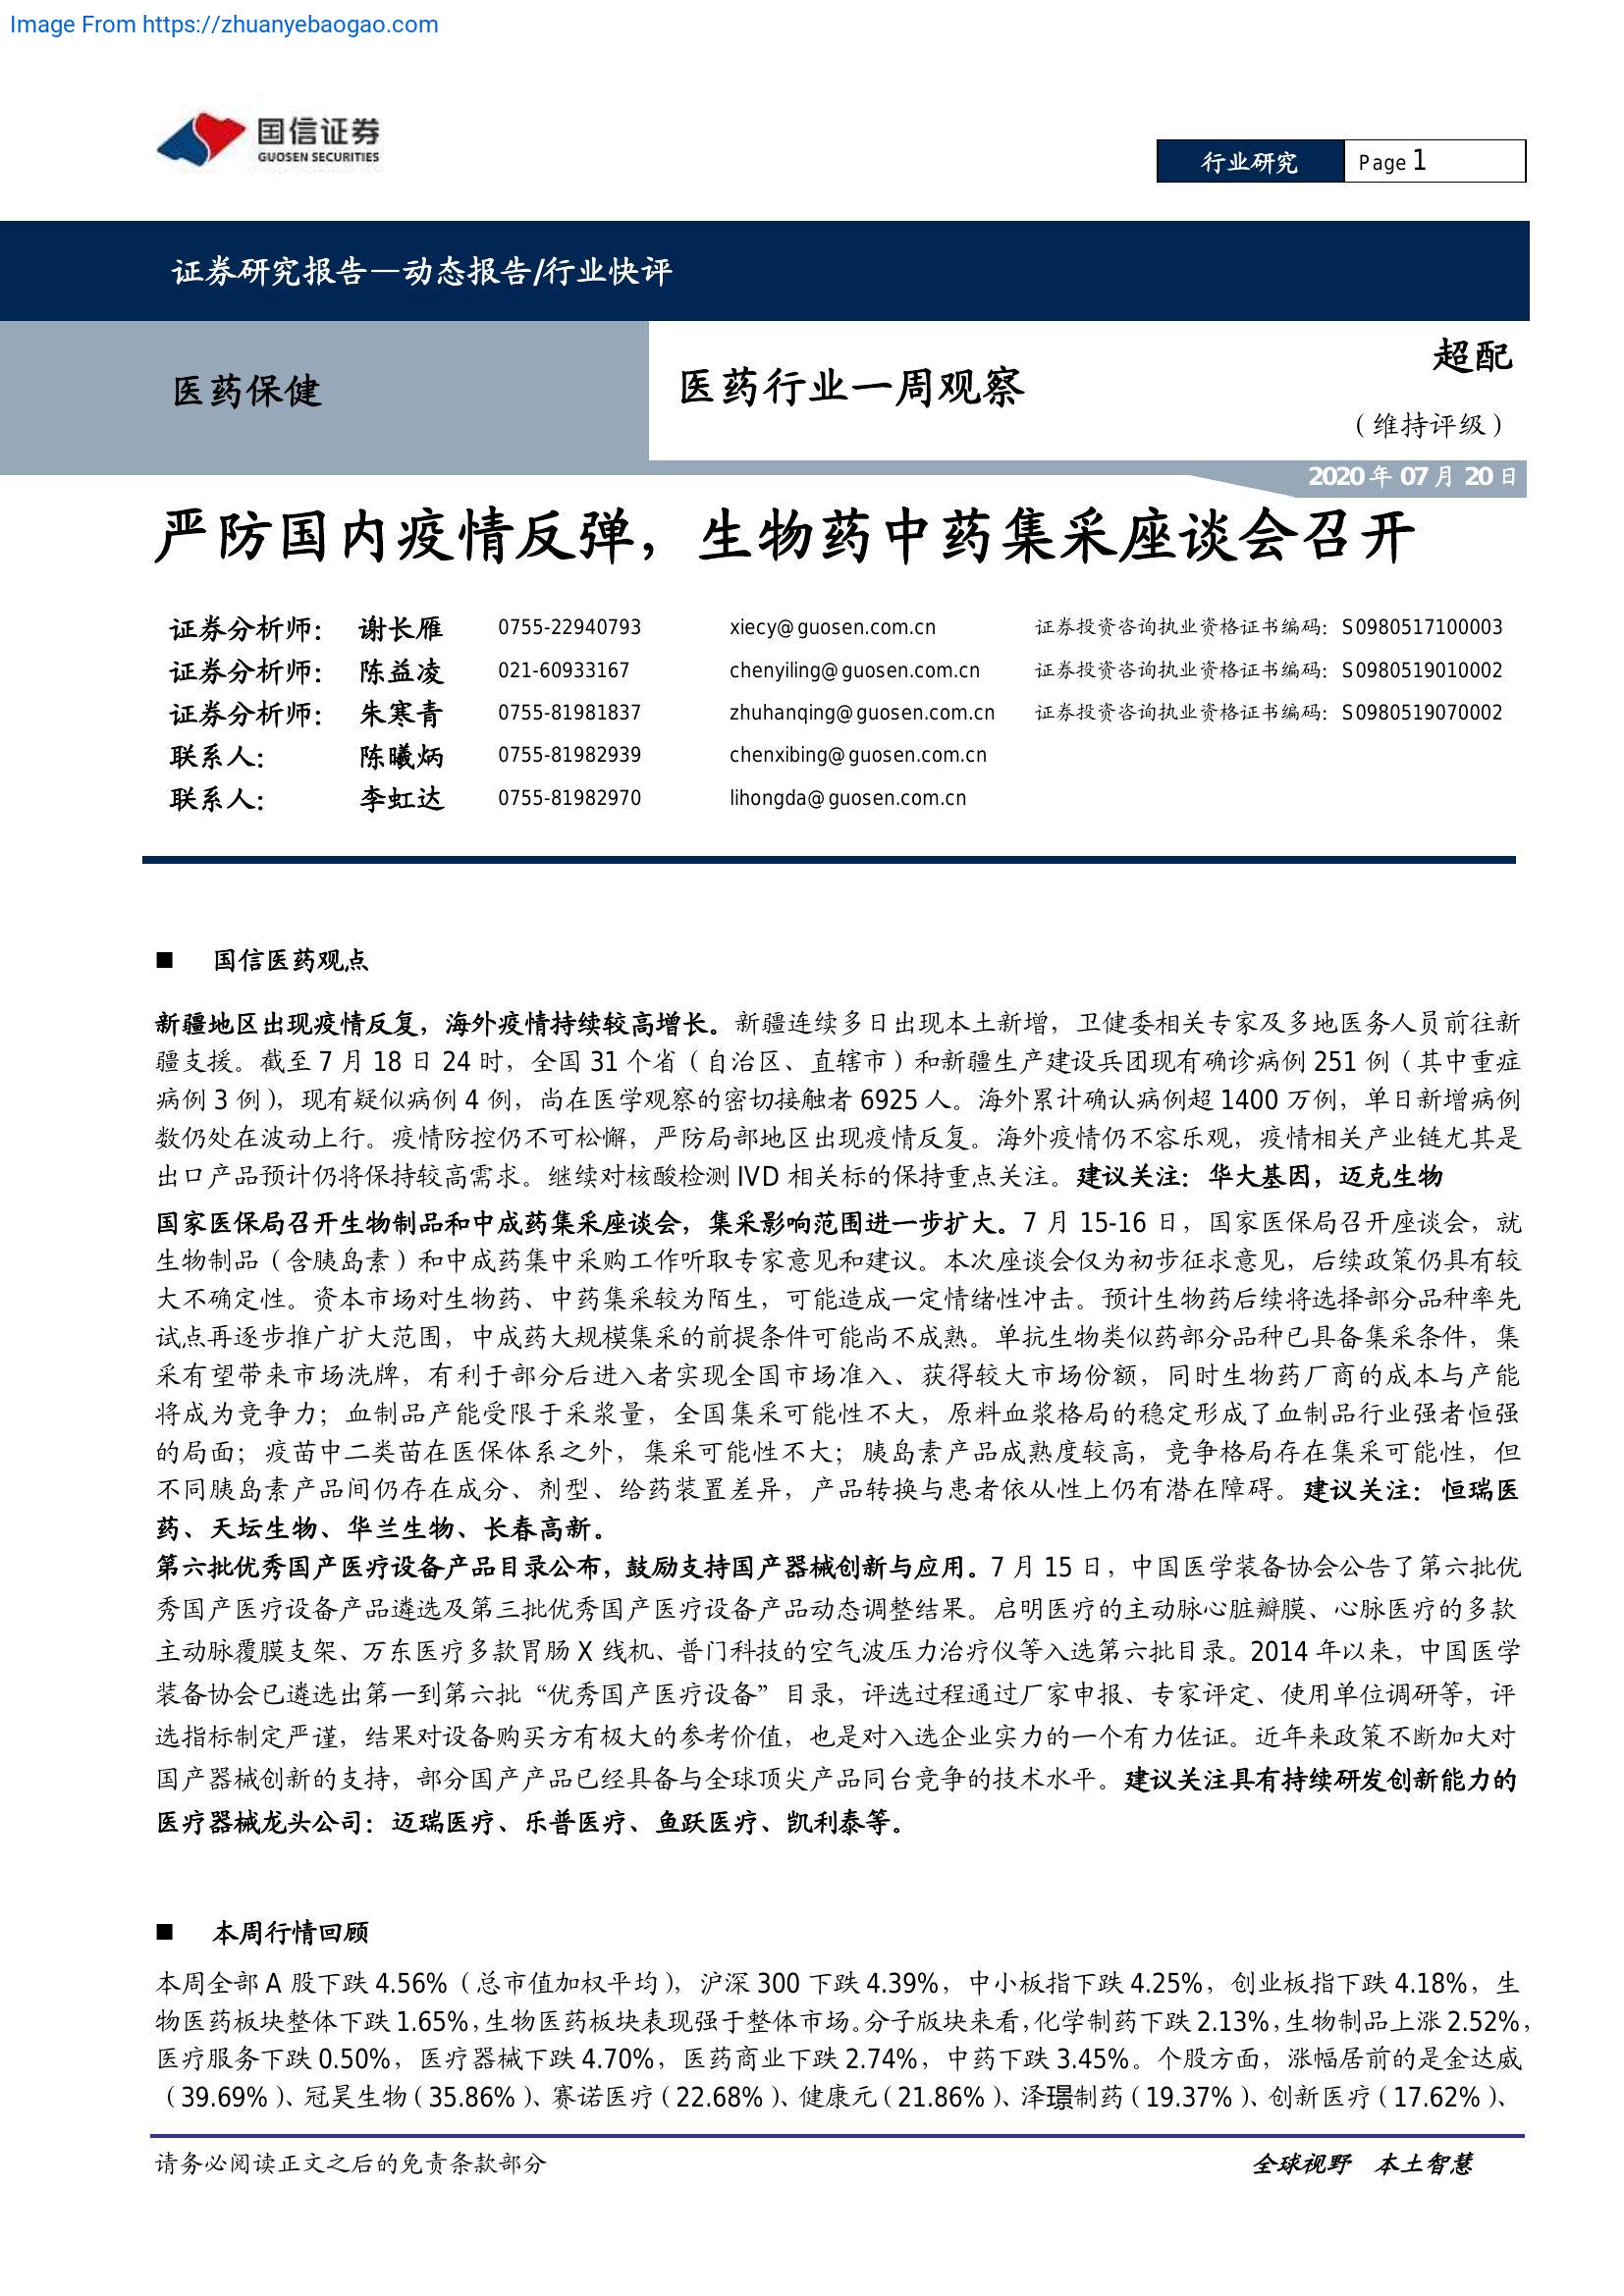 Image From https://zhuanyebaogao.com
国信证券
GUOSEN SECURITIES
行业研究 Page 1
证券研究报告—动态报告/行业快评
医药保健
医药行业一周观察
超配
（维持评级）
2020 年 07 月 20 日
严防国内疫情反弹，生物药中药集采座谈会召开
证券分析师： 谢长雁 0755-22940793 xiecy@guosen.com.cn 证券投资咨询执业资格证书编码：S0980517100003
证券分析师： 陈益凌 021-60933167 chenyiling@guosen.com.cn 证券投资咨询执业资格证书编码：S0980519010002
证券分析师： 朱寒青 0755-81981837 zhuhanqing@guosen.com.cn 证券投资咨询执业资格证书编码：S0980519070002
联系人： 陈曦炳 0755-81982939 chenxibing@guosen.com.cn
联系人： 李虹达 0755-81982970 lihongda@guosen.com.cn
■ 国信医药观点
新疆地区出现疫情反复，海外疫情持续较高增长。新疆连续多日出现本土新增，卫健委相关专家及多地医务人员前往新
疆支援。截至 7 月 18 日 24 时，全国 31 个省（自治区、直辖市）和新疆生产建设兵团现有确诊病例 251 例（其中重症
病例 3 例），现有疑似病例 4 例，尚在医学观察的密切接触者 6925 人。海外累计确认病例超 1400 万例，单日新增病例
数仍处在波动上行。疫情防控仍不可松懈，严防局部地区出现疫情反复。海外疫情仍不容乐观，疫情相关产业链尤其是
出口产品预计仍将保持较高需求。继续对核酸检测 IVD 相关标的保持重点关注。建议关注：华大基因，迈克生物
国家医保局召开生物制品和中成药集采座谈会，集采影响范围进一步扩大。7 月 15-16 日，国家医保局召开座谈会，就
生物制品（含胰岛素）和中成药集中采购工作听取专家意见和建议。本次座谈会仅为初步征求意见，后续政策仍具有较
大不确定性。资本市场对生物药、中药集采较为陌生，可能造成一定情绪性冲击。预计生物药后续将选择部分品种率先
试点再逐步推广扩大范围，中成药大规模集采的前提条件可能尚不成熟。单抗生物类似药部分品种已具备集采条件，集
采有望带来市场洗牌，有利于部分后进入者实现全国市场准入、获得较大市场份额，同时生物药厂商的成本与产能
将成为竞争力；血制品产能受限于采浆量，全国集采可能性不大，原料血浆格局的稳定形成了血制品行业强者恒强
的局面；疫苗中二类苗在医保体系之外，集采可能性不大；胰岛素产品成熟度较高，竞争格局存在集采可能性，但
不同胰岛素产品间仍存在成分、剂型、给药装置差异，产品转换与患者依从性上仍有潜在障碍。建议关注：恒瑞医
药、天坛生物、华兰生物、长春高新。
第六批优秀国产医疗设备产品目录公布，鼓励支持国产器械创新与应用。7 月 15 日，中国医学装备协会公告了第六批优
秀国产医疗设备产品遴选及第三批优秀国产医疗设备产品动态调整结果。启明医疗的主动脉心脏瓣膜、心脉医疗的多款
主动脉覆膜支架、万东医疗多款胃肠 X 线机、普门科技的空气波压力治疗仪等入选第六批目录。2014 年以来，中国医学
装备协会已遴选出第一到第六批“优秀国产医疗设备”目录，评选过程通过厂家申报、专家评定、使用单位调研等，评
选指标制定严谨，结果对设备购买方有极大的参考价值，也是对入选企业实力的一个有力佐证。近年来政策不断加大对
国产器械创新的支持，部分国产产品已经具备与全球顶尖产品同台竞争的技术水平。建议关注具有持续研发创新能力的
医疗器械龙头公司：迈瑞医疗、乐普医疗、鱼跃医疗、凯利泰等。
■ 本周行情回顾
本周全部 A 股下跌 4.56%（总市值加权平均），沪深 300 下跌 4.39%，中小板指下跌 4.25%，创业板指下跌 4.18%，生
物医药板块整体下跌 1.65%，生物医药板块表现强于整体市场。分子版块来看，化学制药下跌 2.13%，生物制品上涨 2.52%，
医疗服务下跌 0.50%，医疗器械下跌 4.70%，医药商业下跌 2.74%，中药下跌 3.45%。个股方面，涨幅居前的是金达威
（39.69%）、冠昊生物（35.86%）、赛诺医疗（22.68%）、健康元（21.86%）、泽璟制药（19.37%）、创新医疗（17.62%）、
请务必阅读正文之后的免责条款部分
全球视野 本土智慧